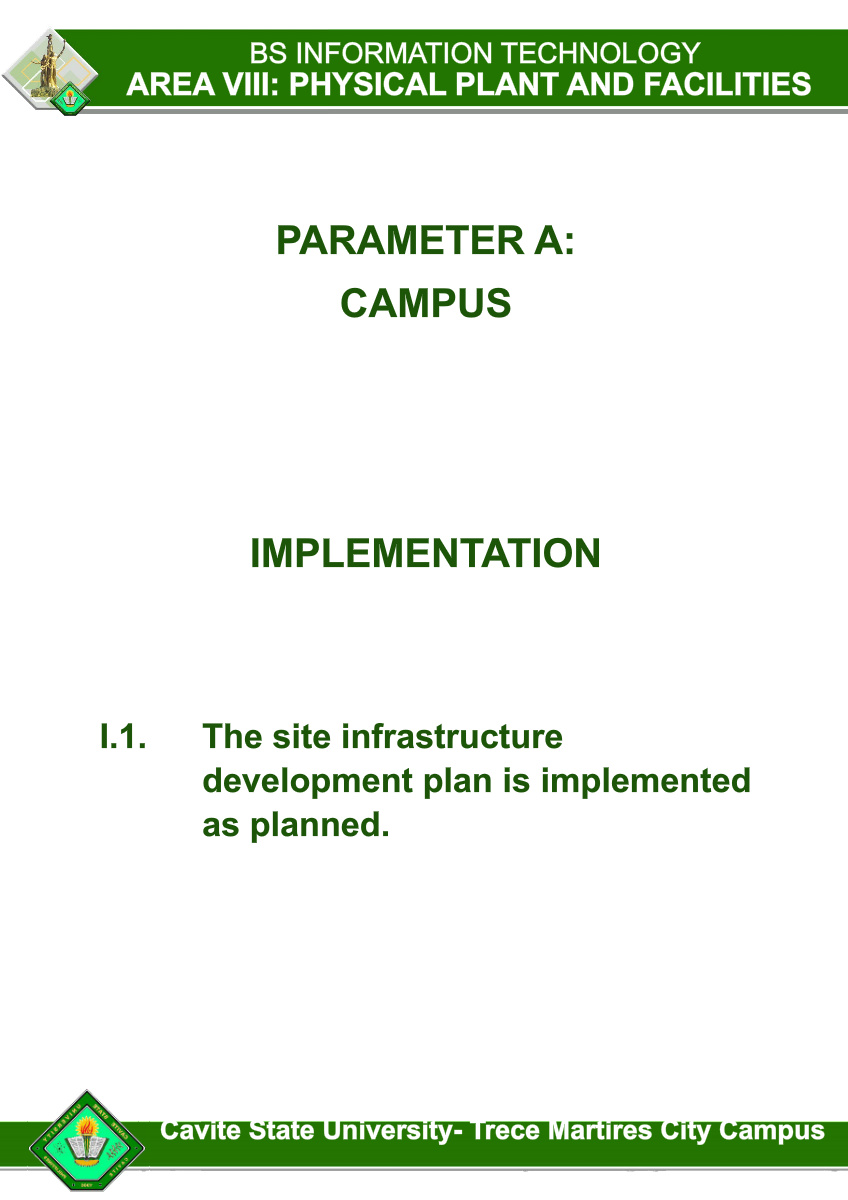 BS INFORMATION TECHNOLOGY
AREA VIII: PHYSICAL PLANT AND FACILITIES
PARAMETER A:
CAMPUS
IMPLEMENTATION
I.1. The site infrastructure
development plan is implemented
as planned.
Cavite State University- Trece Martires City Campus